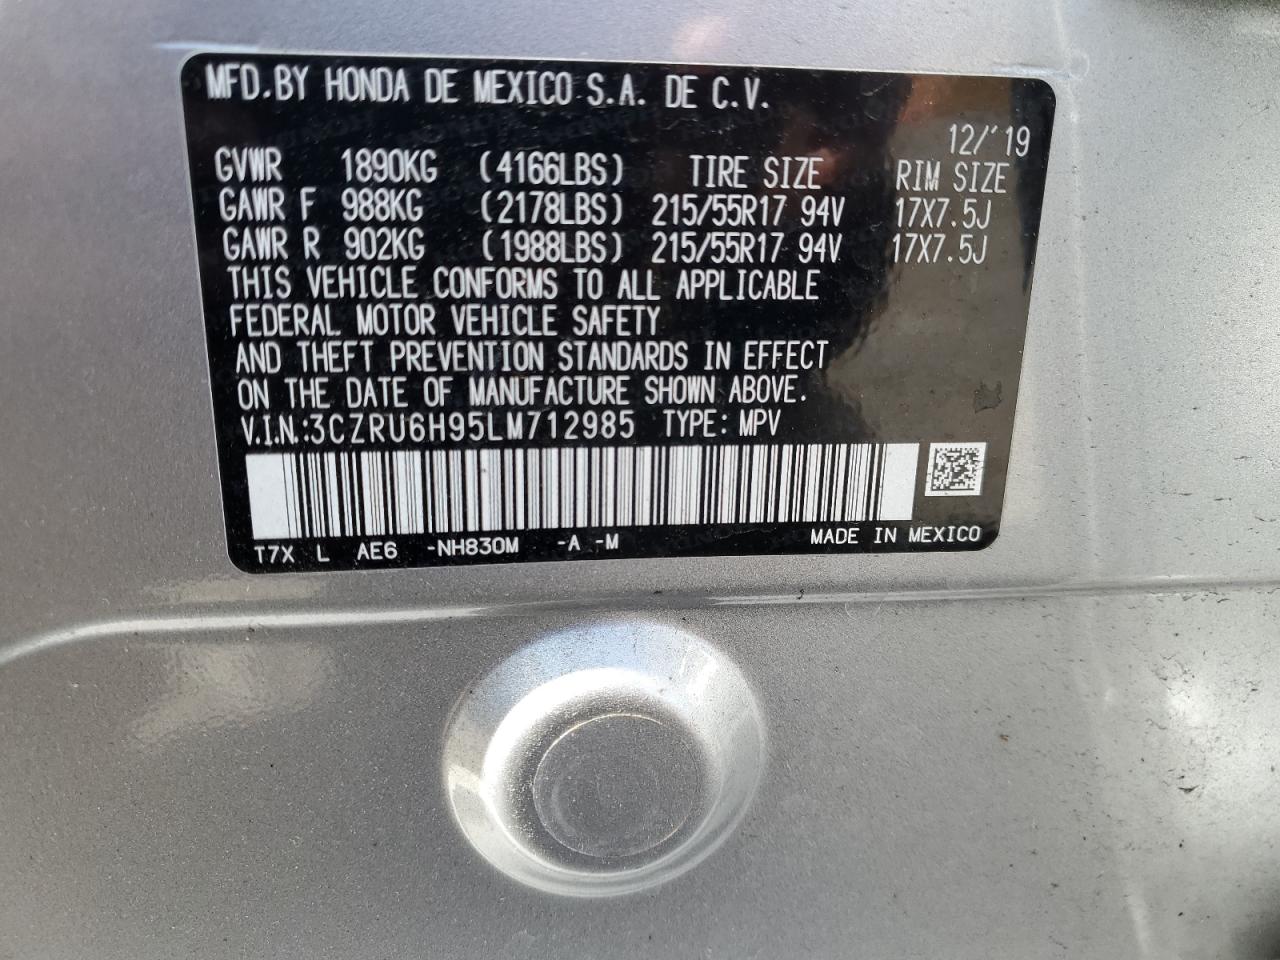 MFD.BY HONDA DE MEXICO S.A. DE C.V.
12/'19
GVWR 1890KG (4166LBS) TIRE SIZE RIM SIZE
GAWR F 988KG (2178LBS) 215/55R17 94V 17X7.5J
GAWR R 902KG (1988LBS) 215/55R17 94V 17X7.5J
THIS VEHICLE CONFORMS TO ALL APPLICABLE
FEDERAL MOTOR VEHICLE SAFETY
AND THEFT PREVENTION STANDARDS IN EFFECT
ON THE DATE OF MANUFACTURE SHOWN ABOVE.
V.I.N.:3CZRU6H95LM712985 TYPE: MPV
T7X L AE6 -NH830M -A -M MADE IN MEXICO